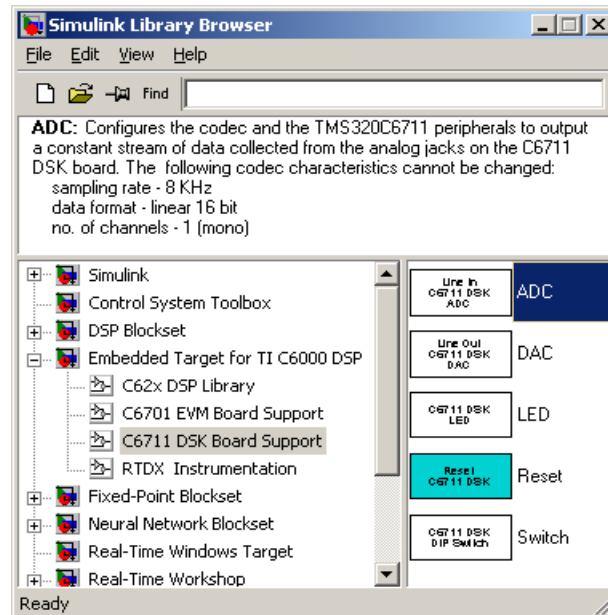 Simulink Library Browser
File Edit View Help
Find
ADC: Configures the codec and the TMS320C6711 peripherals to output
a constant stream of data collected from the analog jacks on the C6711
DSK board. The following codec characteristics cannot be changed:
sampling rate - 8 KHz
data format - linear 16 bit
no. of channels - 1 (mono)
Simulink
Control System Toolbox
DSP Blockset
Embedded Target for TI C6000 DSP
C62x DSP Library
C6701 EVM Board Support
C6711 DSK Board Support
RTDX Instrumentation
Fixed-Point Blockset
Neural Network Blockset
Real-Time Windows Target
Real-Time Workshop
Line In
C6711 DSK
ADC
ADC
Line Out
C6711 DSK
DAC
DAC
C6711 DSK
LED
LED
Reset
C6711 DSK
Reset
C6711 DSK
DIP Switch
Switch
Ready